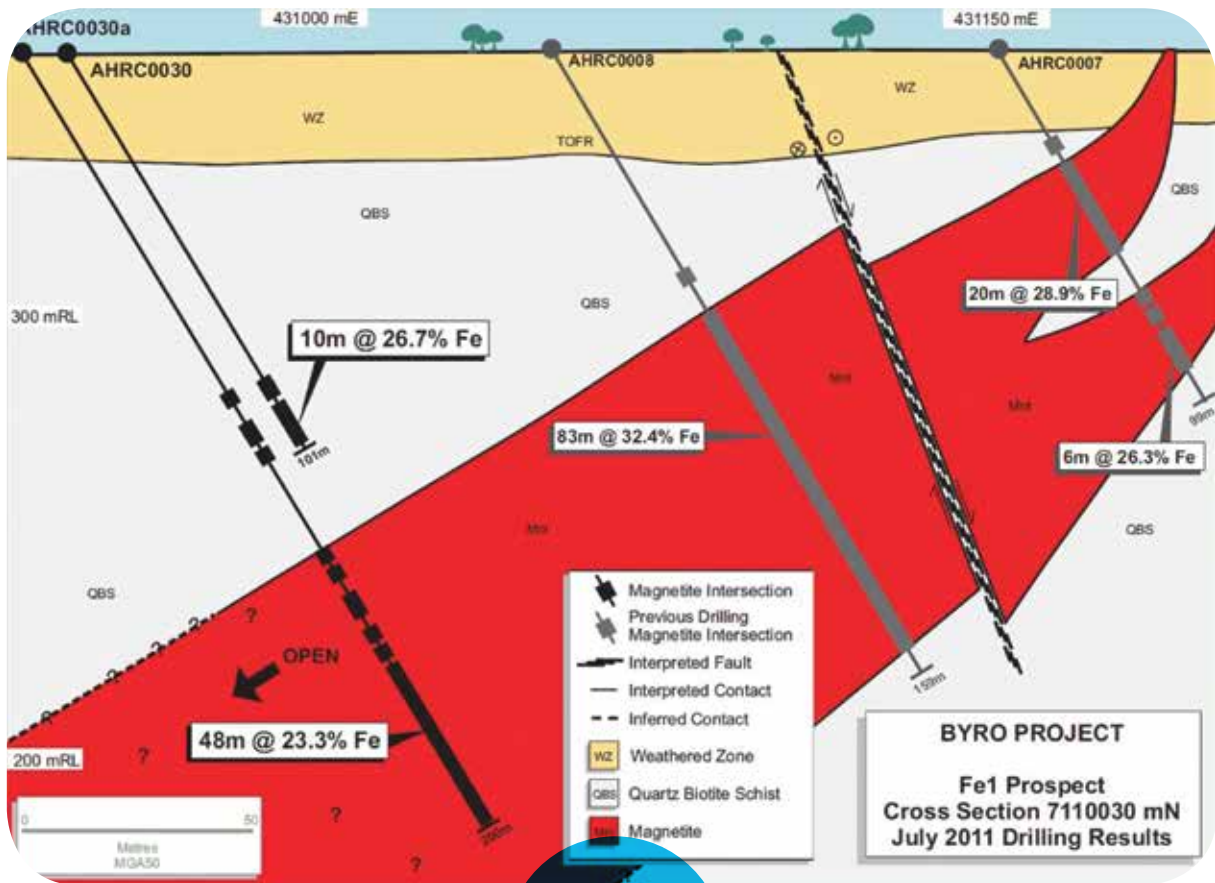 431000 mE
431150 mE
AHRC0030a
AHRC0030
AHRC0008
AHRC0007
WZ
WZ
TOFR
QBS
QBS
QBS
300 mRL
10m @ 26.7% Fe
101m
20m @ 28.9% Fe
Mnt
Mnt
83m @ 32.4% Fe
99m
6m @ 26.3% Fe
Mnt
QBS
QBS
?
?
?
?
?
OPEN
159m
48m @ 23.3% Fe
200 mRL
?
?
?
200m
Magnetite Intersection
Previous Drilling
Magnetite Intersection
Interpreted Fault
Interpreted Contact
Inferred Contact
WZ Weathered Zone
QBS Quartz Biotite Schist
Mnt Magnetite
BYRO PROJECT
Fe1 Prospect
Cross Section 7110030 mN
July 2011 Drilling Results
0 50
Metres
MGA50